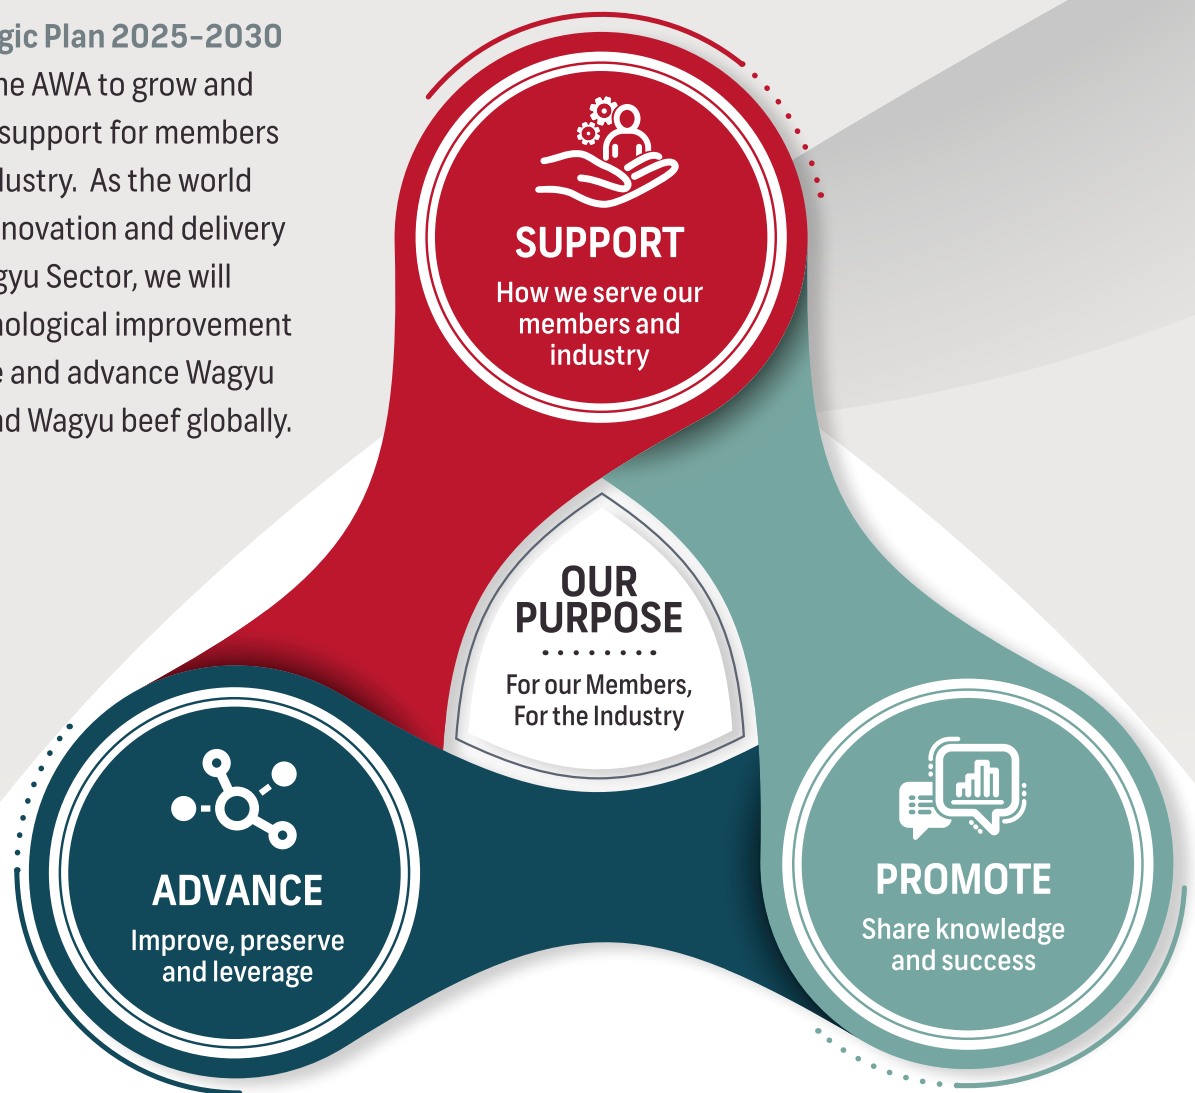 gic Plan 2025-2030
he AWA to grow and
support for members
dustry. As the world
novation and delivery
gyu Sector, we will
nological improvement
e and advance Wagyu
nd Wagyu beef globally.
SUPPORT
How we serve our
members and
industry
OUR
PURPOSE
For our Members,
For the Industry
ADVANCE
Improve, preserve
and leverage
PROMOTE
Share knowledge
and success